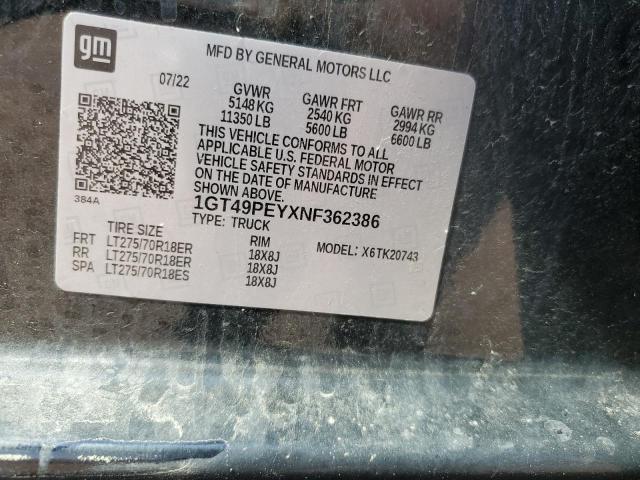 gm
MFD BY GENERAL MOTORS LLC
07/22
GVWR GAWR FRT GAWR RR
5148 KG 2540 KG 2994 KG
11350 LB 5600 LB 6600 LB
THIS VEHICLE CONFORMS TO ALL
APPLICABLE U.S. FEDERAL MOTOR
VEHICLE SAFETY STANDARDS IN EFFECT
ON THE DATE OF MANUFACTURE
SHOWN ABOVE.
384A
1GT49PEYXNF362386
TYPE: TRUCK
MODEL: X6TK20743
TIRE SIZE RIM
FRT LT275/70R18ER 18X8J
RR LT275/70R18ER 18X8J
SPA LT275/70R18ES 18X8J